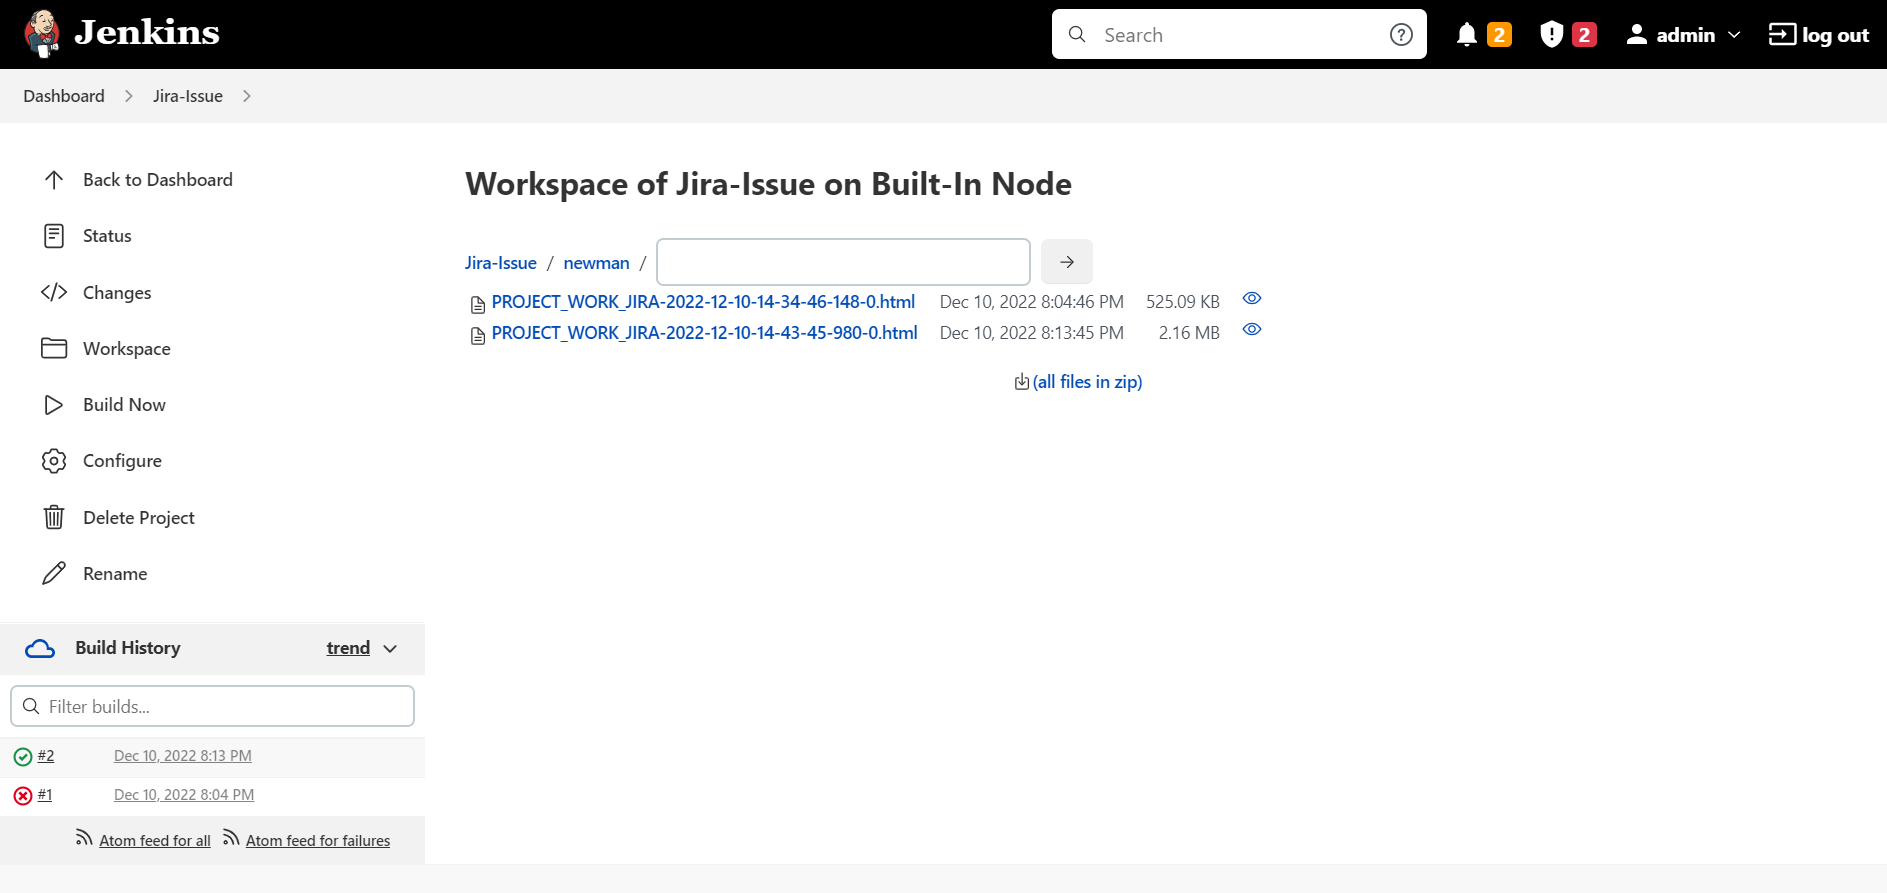 Jenkins
Search
2
2
admin
log out
Dashboard
Jira-Issue
Back to Dashboard
Status
Changes
Workspace
Build Now
Configure
Delete Project
Rename
Build History
trend
Filter builds...
#2 Dec 10, 2022 8:13 PM
#1 Dec 10, 2022 8:04 PM
Atom feed for all Atom feed for failures
Workspace of Jira-Issue on Built-In Node
Jira-Issue / newman /
PROJECT_WORK_JIRA-2022-12-10-14-34-46-148-0.html Dec 10, 2022 8:04:46 PM 525.09 KB
PROJECT_WORK_JIRA-2022-12-10-14-43-45-980-0.html Dec 10, 2022 8:13:45 PM 2.16 MB
(all files in zip)